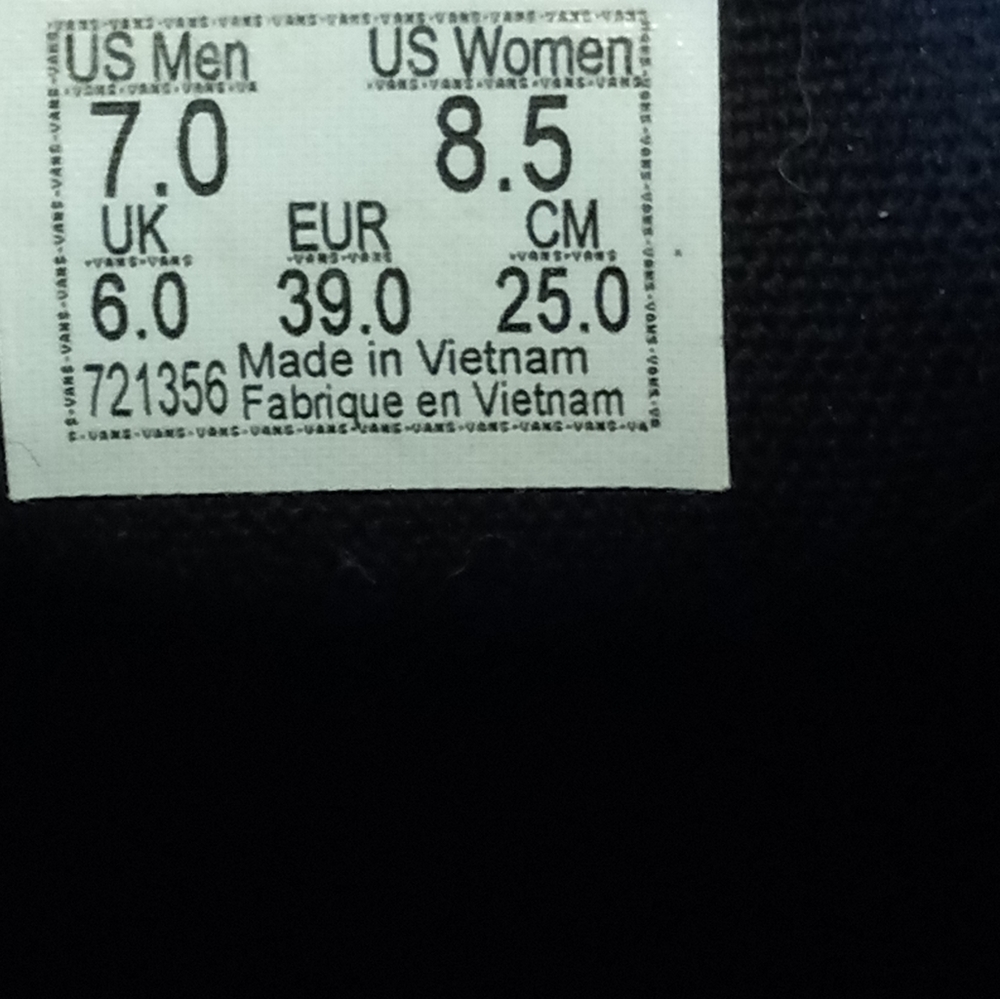 US Men US Women
7.0 8.5
UK EUR CM
6.0 39.0 25.0
721356 Made in Vietnam
Fabrique en Vietnam